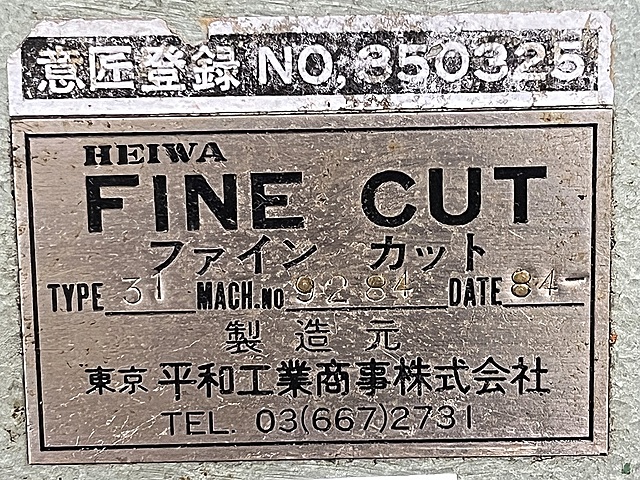 意匠登録 NO, 350325
HEIWA
FINE CUT
ファイン カット
TYPE 31 MACH.NO 9284 DATE 84-
製造元
東京 平和工業商事株式会社
TEL. 03(667)2731